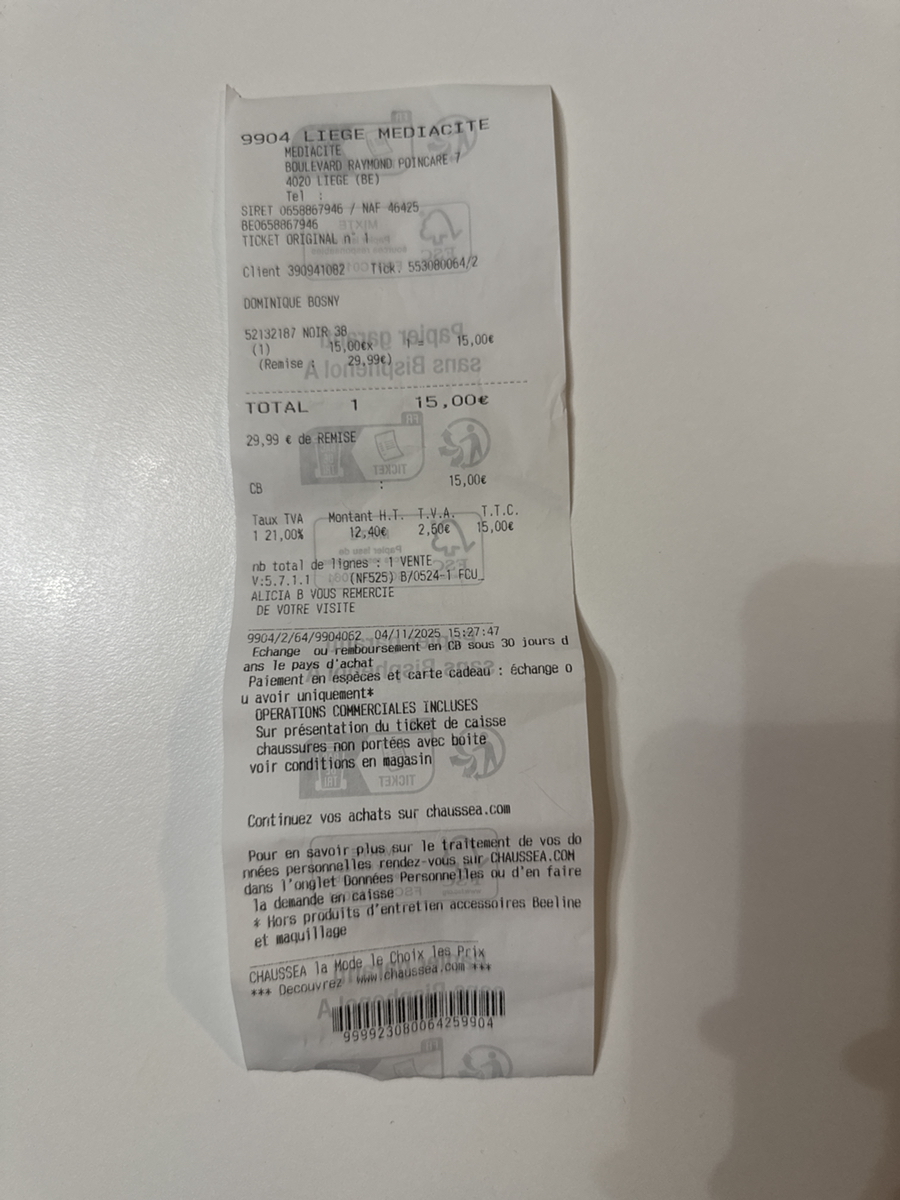 9904 LIEGE MEDIACITE
MEDIACITE
BOULEVARD RAYMOND POINCARE 7
4020 LIEGE (BE)
Tel :
SIRET 0658867946 / NAF 4642S
BE0658867946
TICKET ORIGINAL n° 1
Client 390941082 Tick. 553080064/2
DOMINIQUE BOSNY
52132187 NOIR 38
(1) 15,00€x 1 = 15,00€
(Remise : 29,99€)
TOTAL 1 15,00€
29,99 € de REMISE
CB : 15,00€
Taux TVA Montant H.T. T.V.A. T.T.C.
1 21,00% 12,40€ 2,60€ 15,00€
nb total de lignes : 1 VENTE
V:5.7.1.1 (NF525) B/0524-1 FCU_
ALICIA B VOUS REMERCIE
DE VOTRE VISITE
9904/2/64/9904062 04/11/2025 15:27:47
Echange ou remboursement en CB sous 30 jours d
ans le pays d'achat
Paiement en espèces et carte cadeau : échange o
u avoir uniquement*
OPERATIONS COMMERCIALES INCLUSES
Sur présentation du ticket de caisse
chaussures non portées avec boite
voir conditions en magasin
Continuez vos achats sur chaussea.com
Pour en savoir plus sur le traitement de vos do
nnées personnelles rendez-vous sur CHAUSSEA.COM
dans l'onglet Données Personnelles ou d'en faire
la demande en caisse
* Hors produits d'entretien accessoires Beeline
et maquillage
CHAUSSEA la Mode le Choix les Prix
*** Decouvrez www.chaussea.com ***
999923080064259904